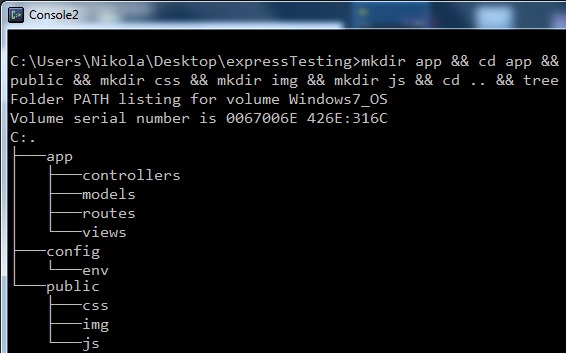 Console2
C:\Users\Nikola\Desktop\expressTesting>mkdir app && cd app &&
public && mkdir css && mkdir img && mkdir js && cd .. && tree
Folder PATH listing for volume Windows7_OS
Volume serial number is 0067006E 426E:316C
C:.
├───app
│   ├───controllers
│   ├───models
│   ├───routes
│   └───views
├───config
│   └───env
└───public
    ├───css
    ├───img
    └───js